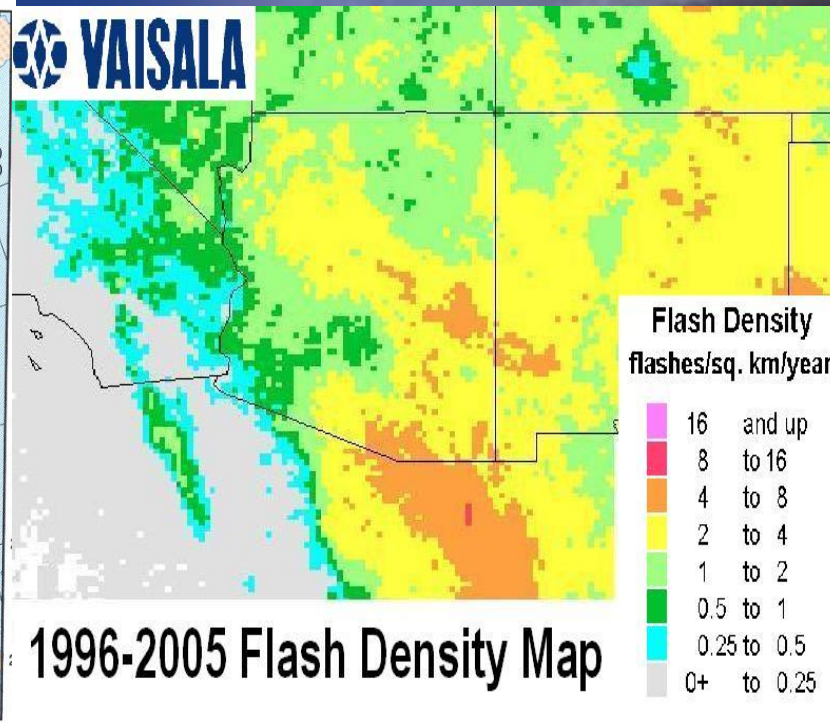 VAISALA
Flash Density
flashes/sq. km/year
16 and up
8 to 16
4 to 8
2 to 4
1 to 2
0.5 to 1
0.25 to 0.5
0+ to 0.25
1996-2005 Flash Density Map